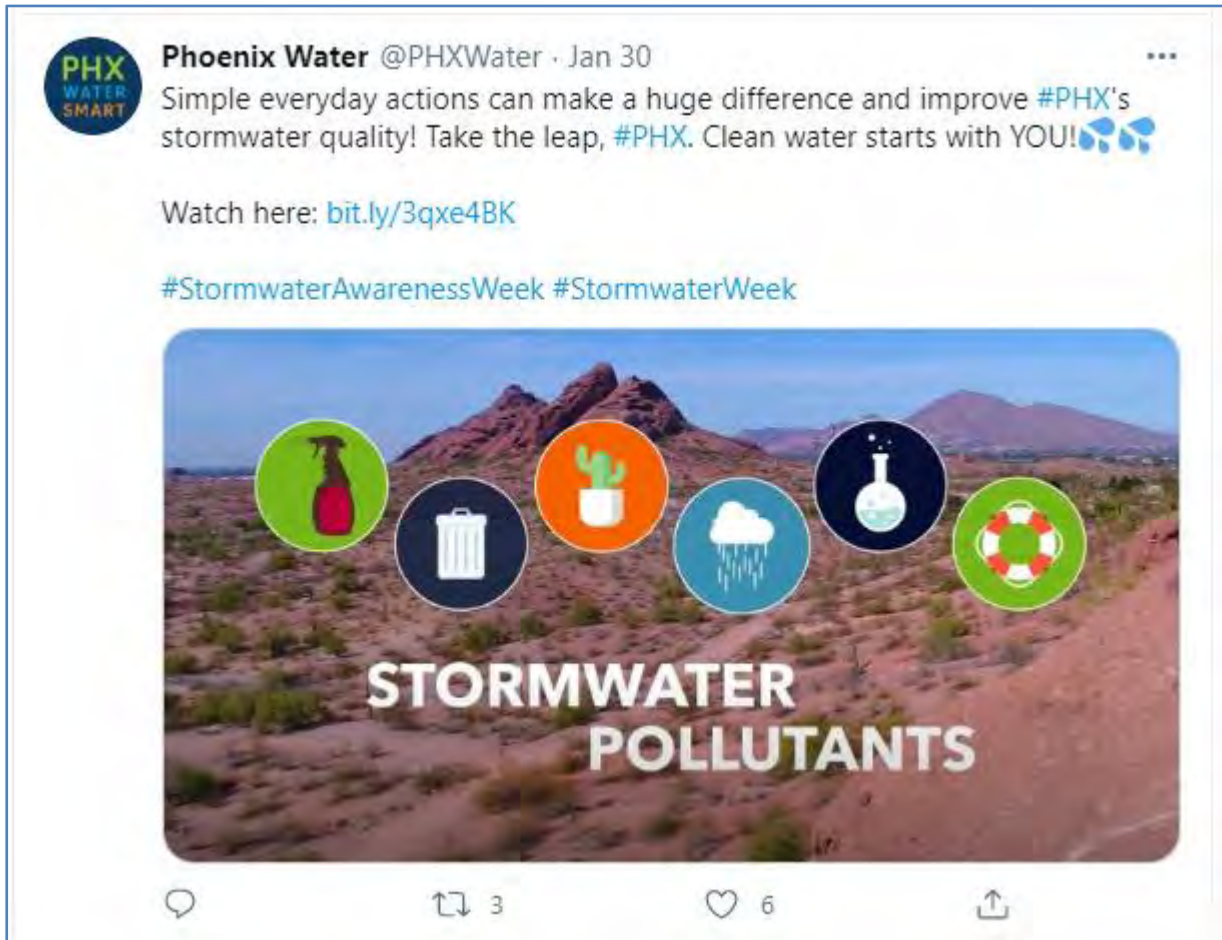 PHX
WATER
SMART
Phoenix Water @PHXWater · Jan 30
Simple everyday actions can make a huge difference and improve #PHX's
stormwater quality! Take the leap, #PHX. Clean water starts with YOU!💦💦
Watch here: bit.ly/3qxe4BK
#StormwaterAwarenessWeek #StormwaterWeek
STORMWATER
POLLUTANTS
3
6